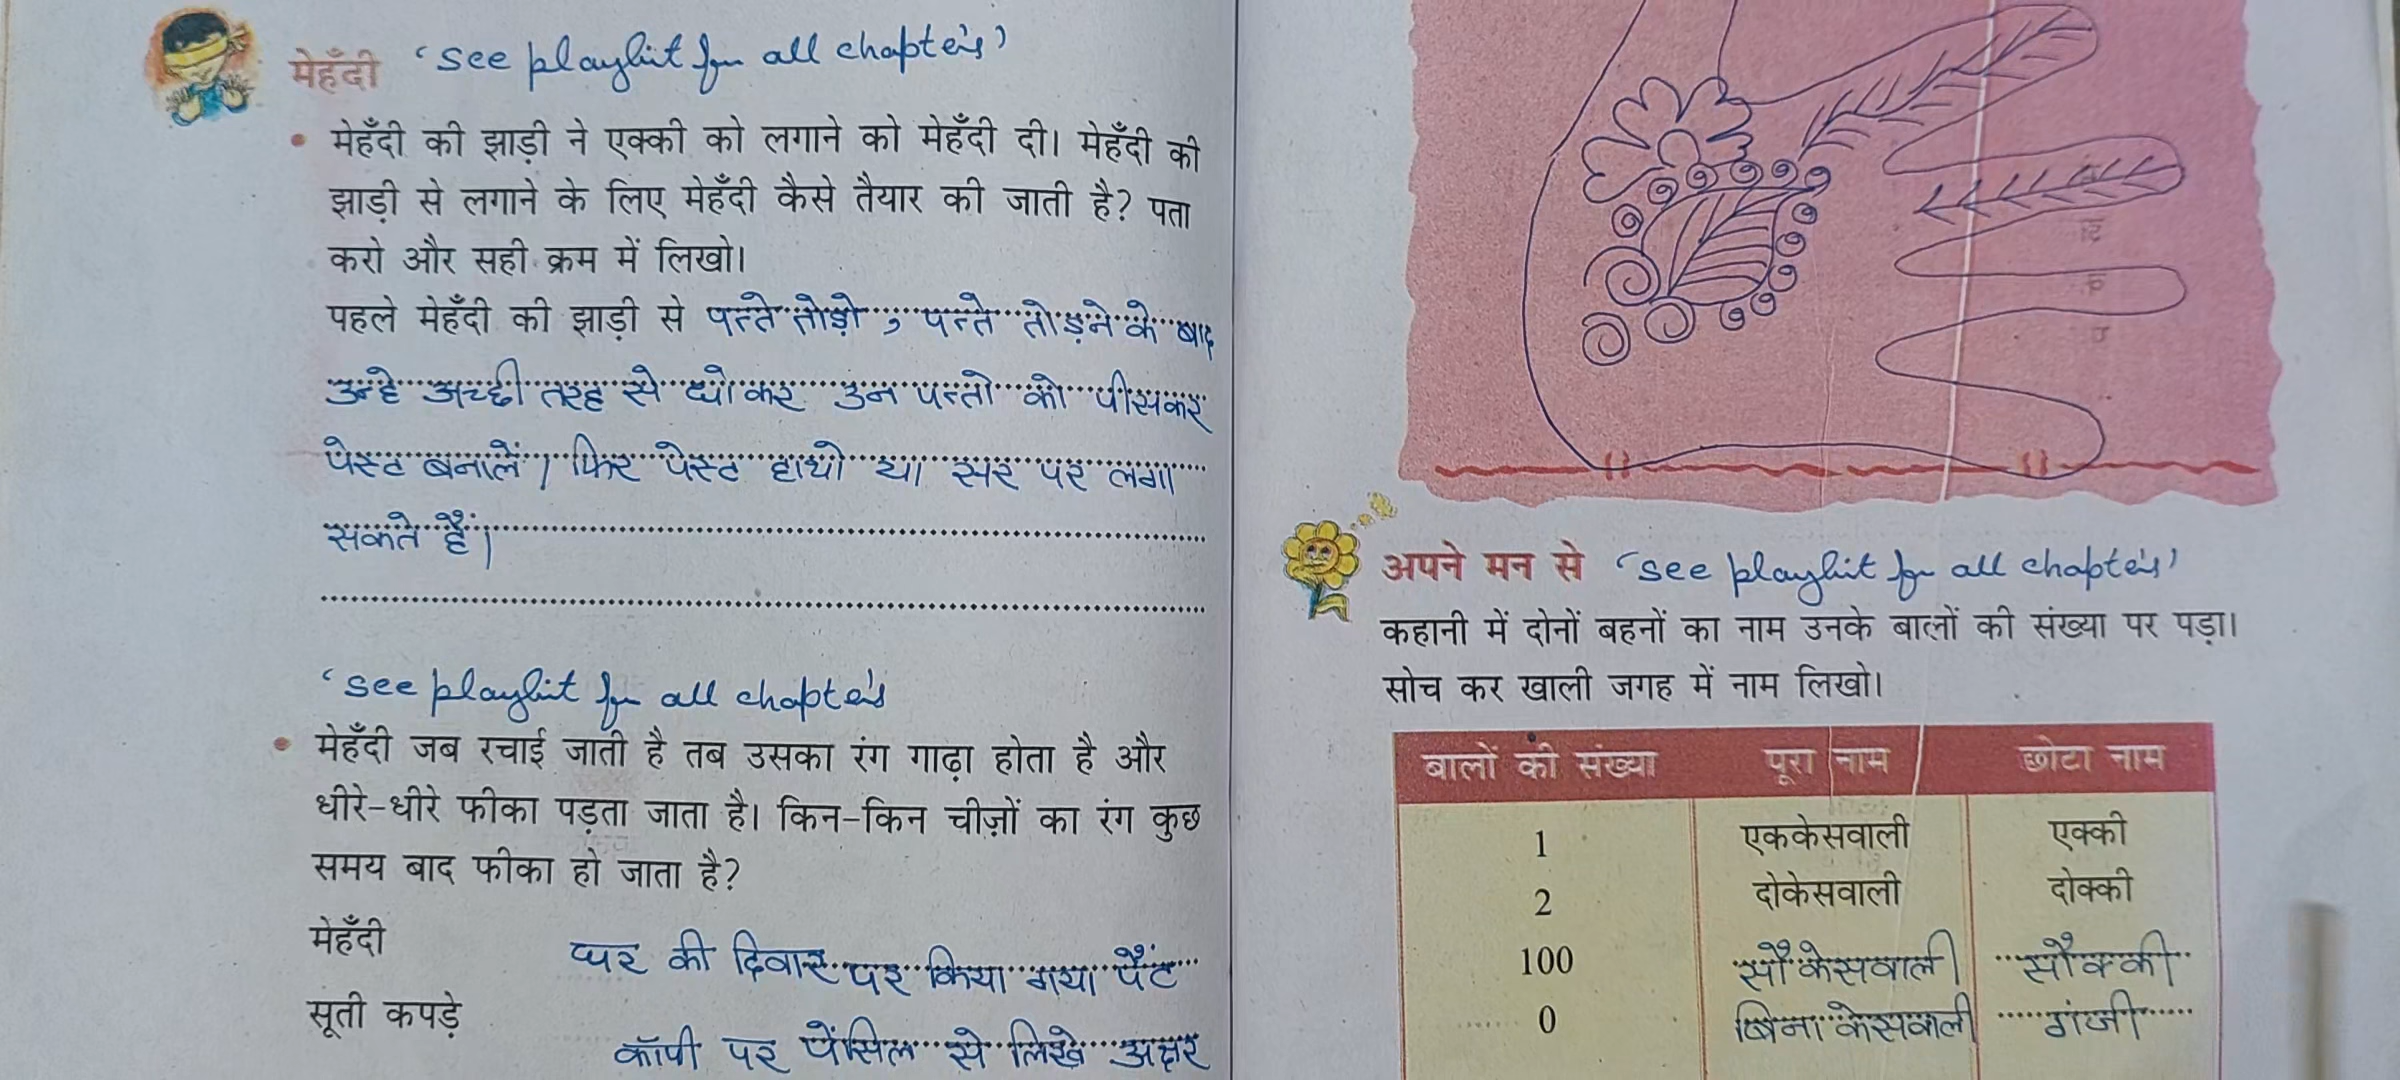 मेहँदी 'see playlist for all chapters'
• मेहँदी की झाड़ी ने एक्की को लगाने को मेहँदी दी। मेहँदी की
झाड़ी से लगाने के लिए मेहँदी कैसे तैयार की जाती है? पता
करो और सही क्रम में लिखो।
पहले मेहँदी की झाड़ी से पत्ते तोड़ो, पत्ते तोड़ने के बाद
उन्हे अच्छी तरह से धोकर उन पत्तो को पीसकर
पेस्ट बनालें। फिर पेस्ट हाथो या सर पर लगा
सकते हैं।
'see playlist for all chapters
• मेहँदी जब रचाई जाती है तब उसका रंग गाढ़ा होता है और
धीरे-धीरे फीका पड़ता जाता है। किन-किन चीज़ों का रंग कुछ
समय बाद फीका हो जाता है?
मेहँदी घर की दिवार पर किया गया पैंट
सूती कपड़े कॉपी पर पेंसिल से लिखे अक्षर
अपने मन से 'see playlist for all chapters'
कहानी में दोनों बहनों का नाम उनके बालों की संख्या पर पड़ा।
सोच कर खाली जगह में नाम लिखो।
बालों की संख्या पूरा नाम छोटा नाम
1 एककेसवाली एक्की
2 दोकेसवाली दोक्की
100 सौकेसवाली सौक्की
0 बिना केसवाली गंजी